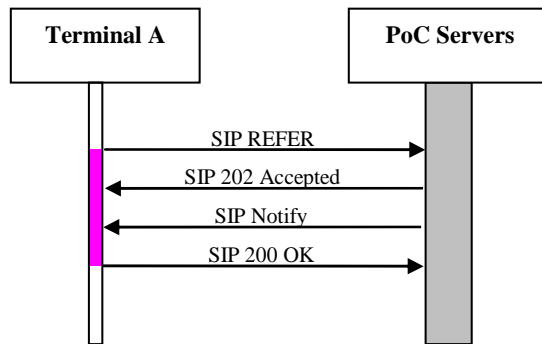 Terminal A
PoC Servers
SIP REFER
SIP 202 Accepted
SIP Notify
SIP 200 OK